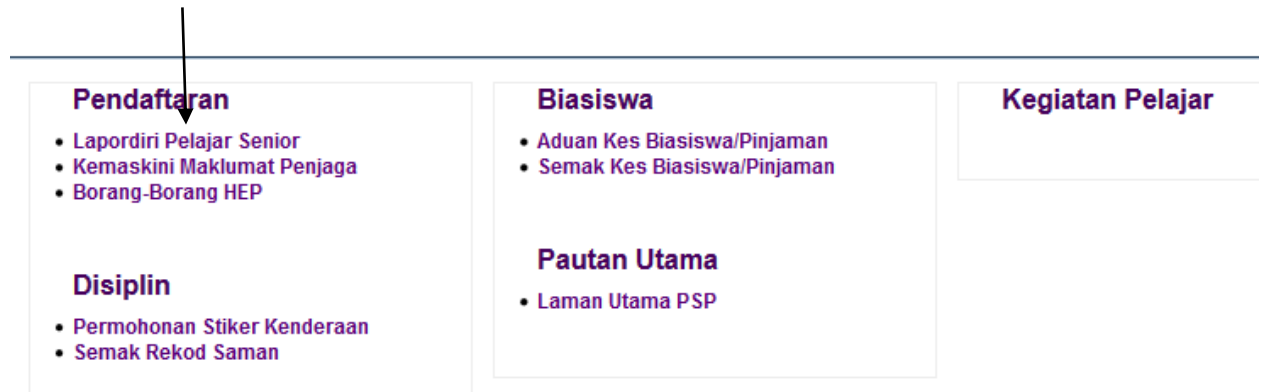 Pendaftaran
Lapordiri Pelajar Senior
Kemaskini Maklumat Penjaga
Borang-Borang HEP
Disiplin
Permohonan Stiker Kenderaan
Semak Rekod Saman
Biasiswa
Aduan Kes Biasiswa/Pinjaman
Semak Kes Biasiswa/Pinjaman
Pautan Utama
Laman Utama PSP
Kegiatan Pelajar